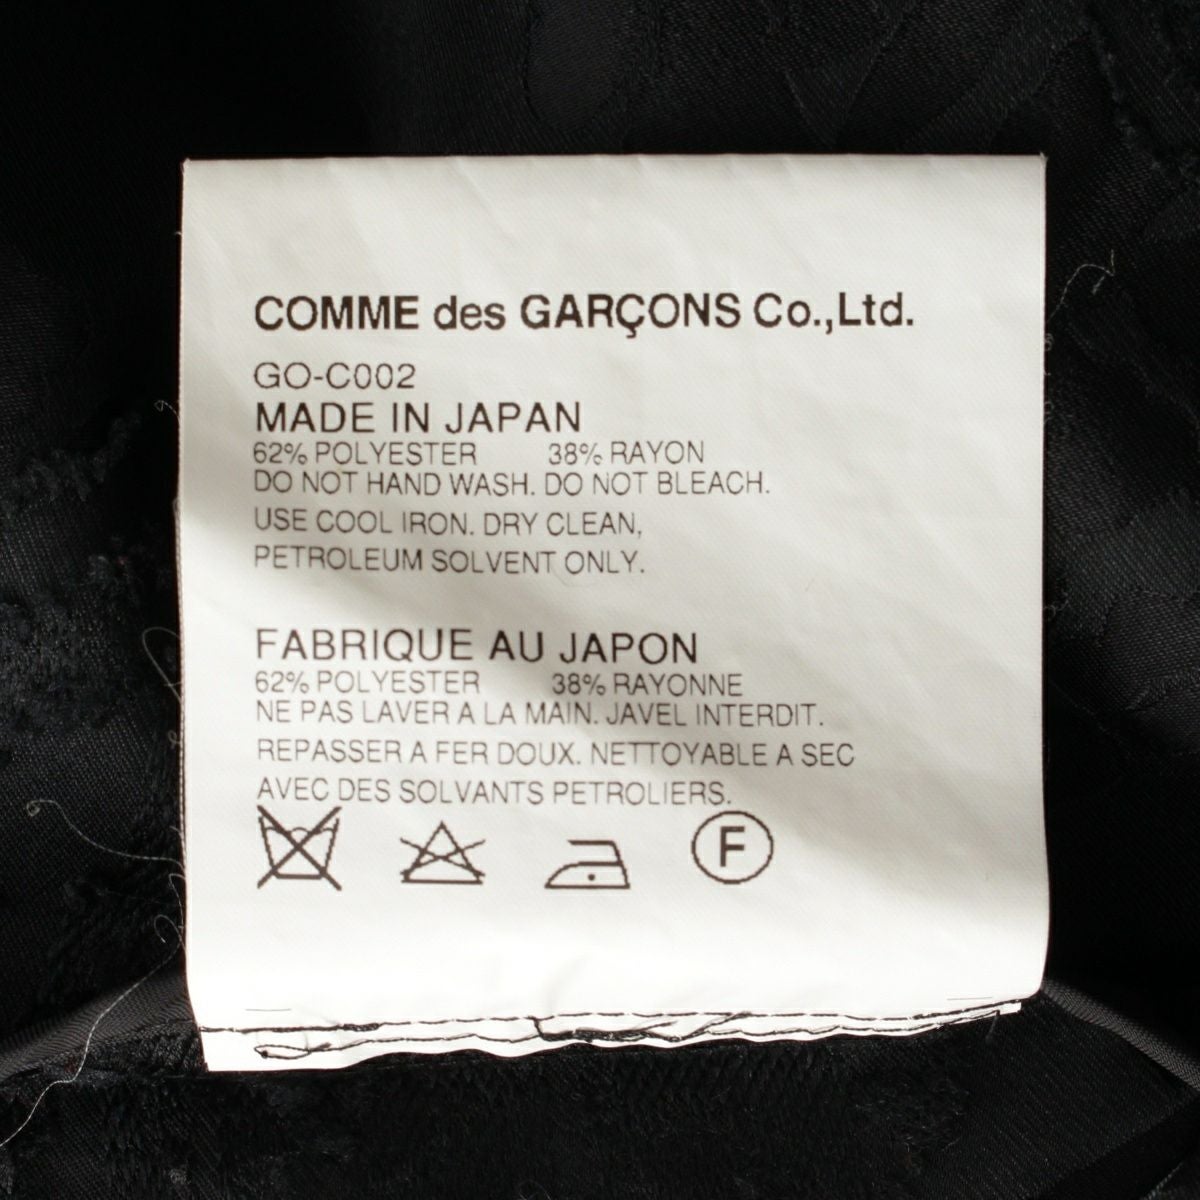 COMME des GARÇONS Co.,Ltd.
GO-C002
MADE IN JAPAN
62% POLYESTER 38% RAYON
DO NOT HAND WASH. DO NOT BLEACH.
USE COOL IRON. DRY CLEAN,
PETROLEUM SOLVENT ONLY.
FABRIQUE AU JAPON
62% POLYESTER 38% RAYONNE
NE PAS LAVER A LA MAIN. JAVEL INTERDIT.
REPASSER A FER DOUX. NETTOYABLE A SEC
AVEC DES SOLVANTS PETROLIERS.
F